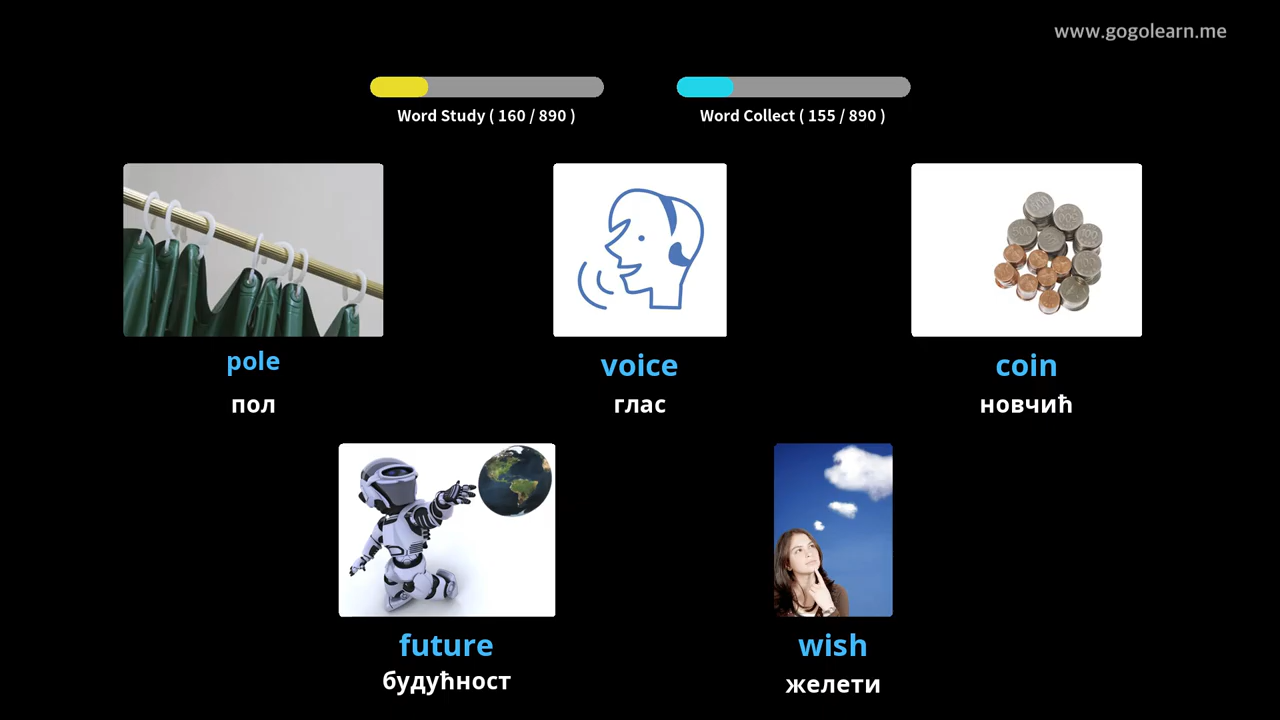 www.gogolearn.me
Word Study ( 160 / 890 )
Word Collect ( 155 / 890 )
pole
пол
voice
глас
coin
новчић
future
будућност
wish
желети